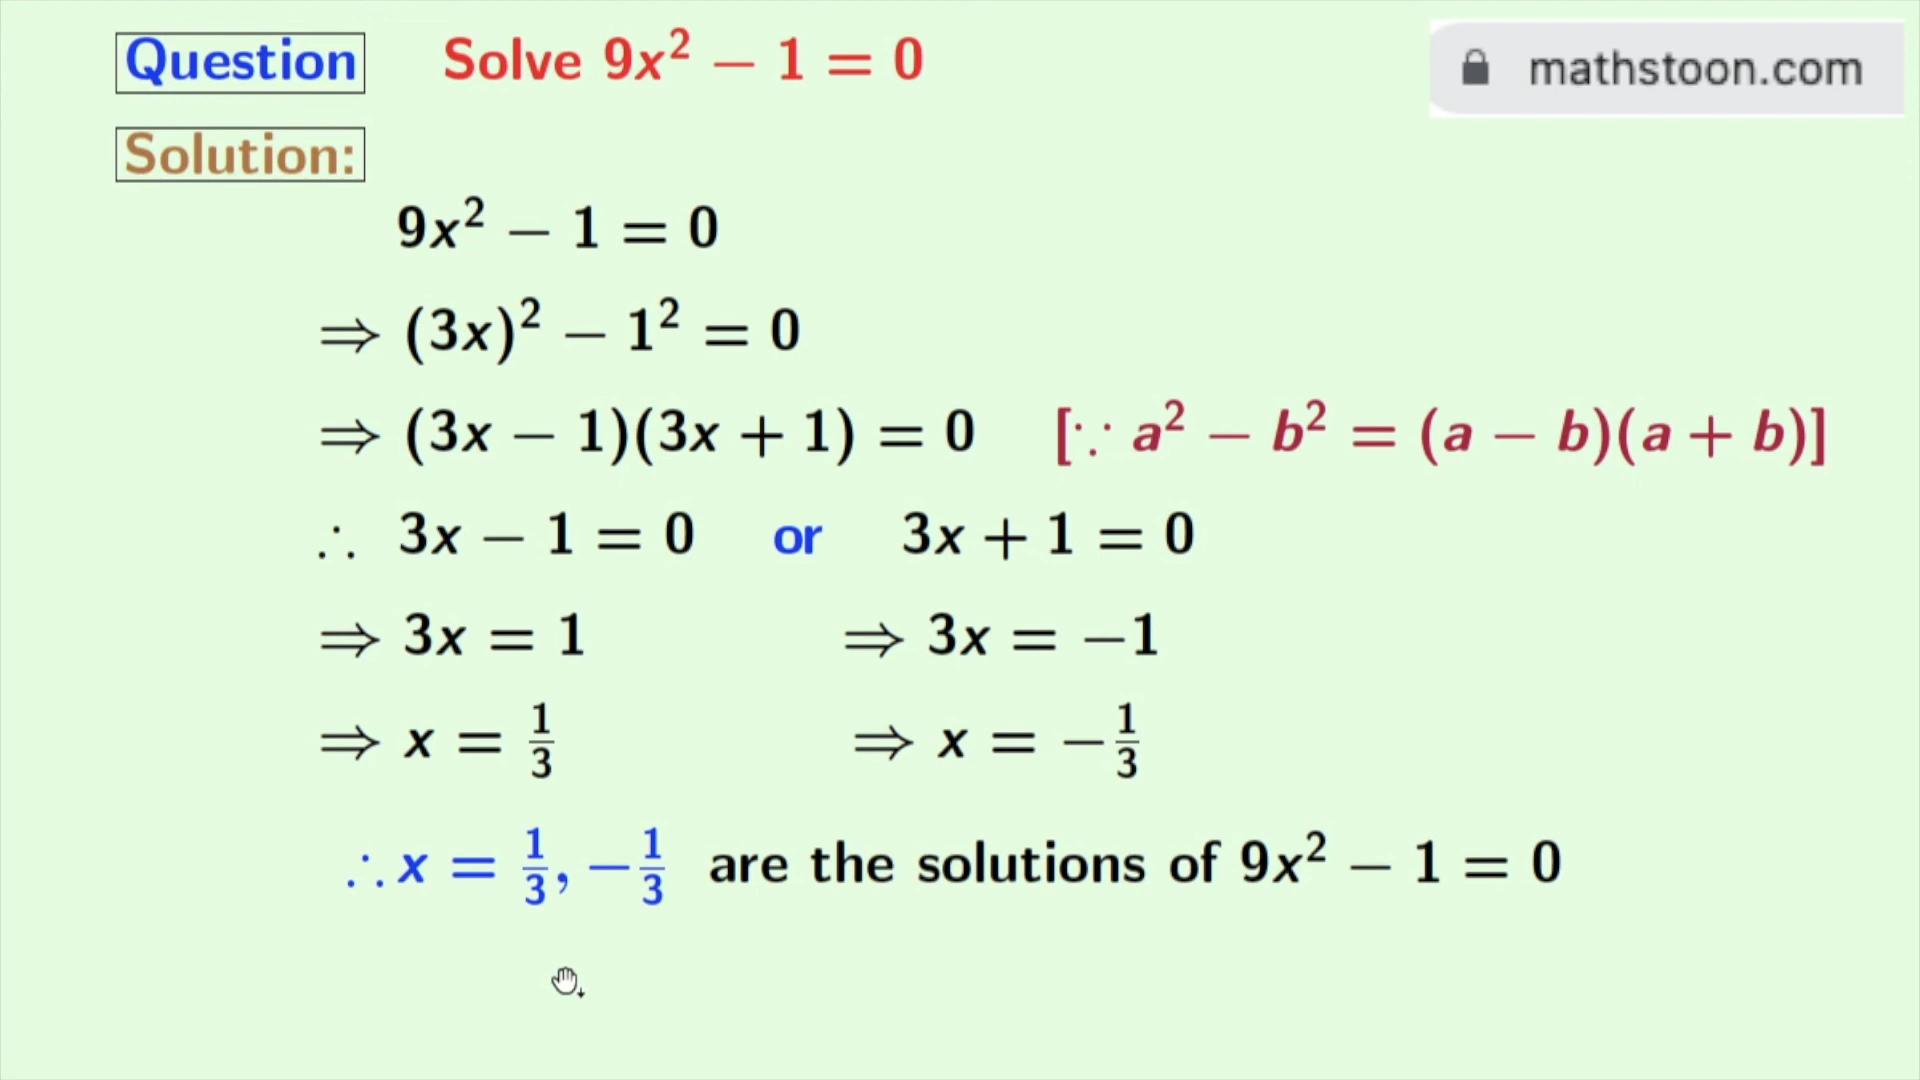 Question Solve 9x² − 1 = 0
mathstoon.com
Solution:
9x² − 1 = 0
⇒ (3x)² − 1² = 0
⇒ (3x − 1)(3x + 1) = 0 [∵ a² − b² = (a − b)(a + b)]
∴ 3x − 1 = 0 or 3x + 1 = 0
⇒ 3x = 1 ⇒ 3x = −1
⇒ x = 1/3 ⇒ x = −1/3
∴ x = 1/3, −1/3 are the solutions of 9x² − 1 = 0